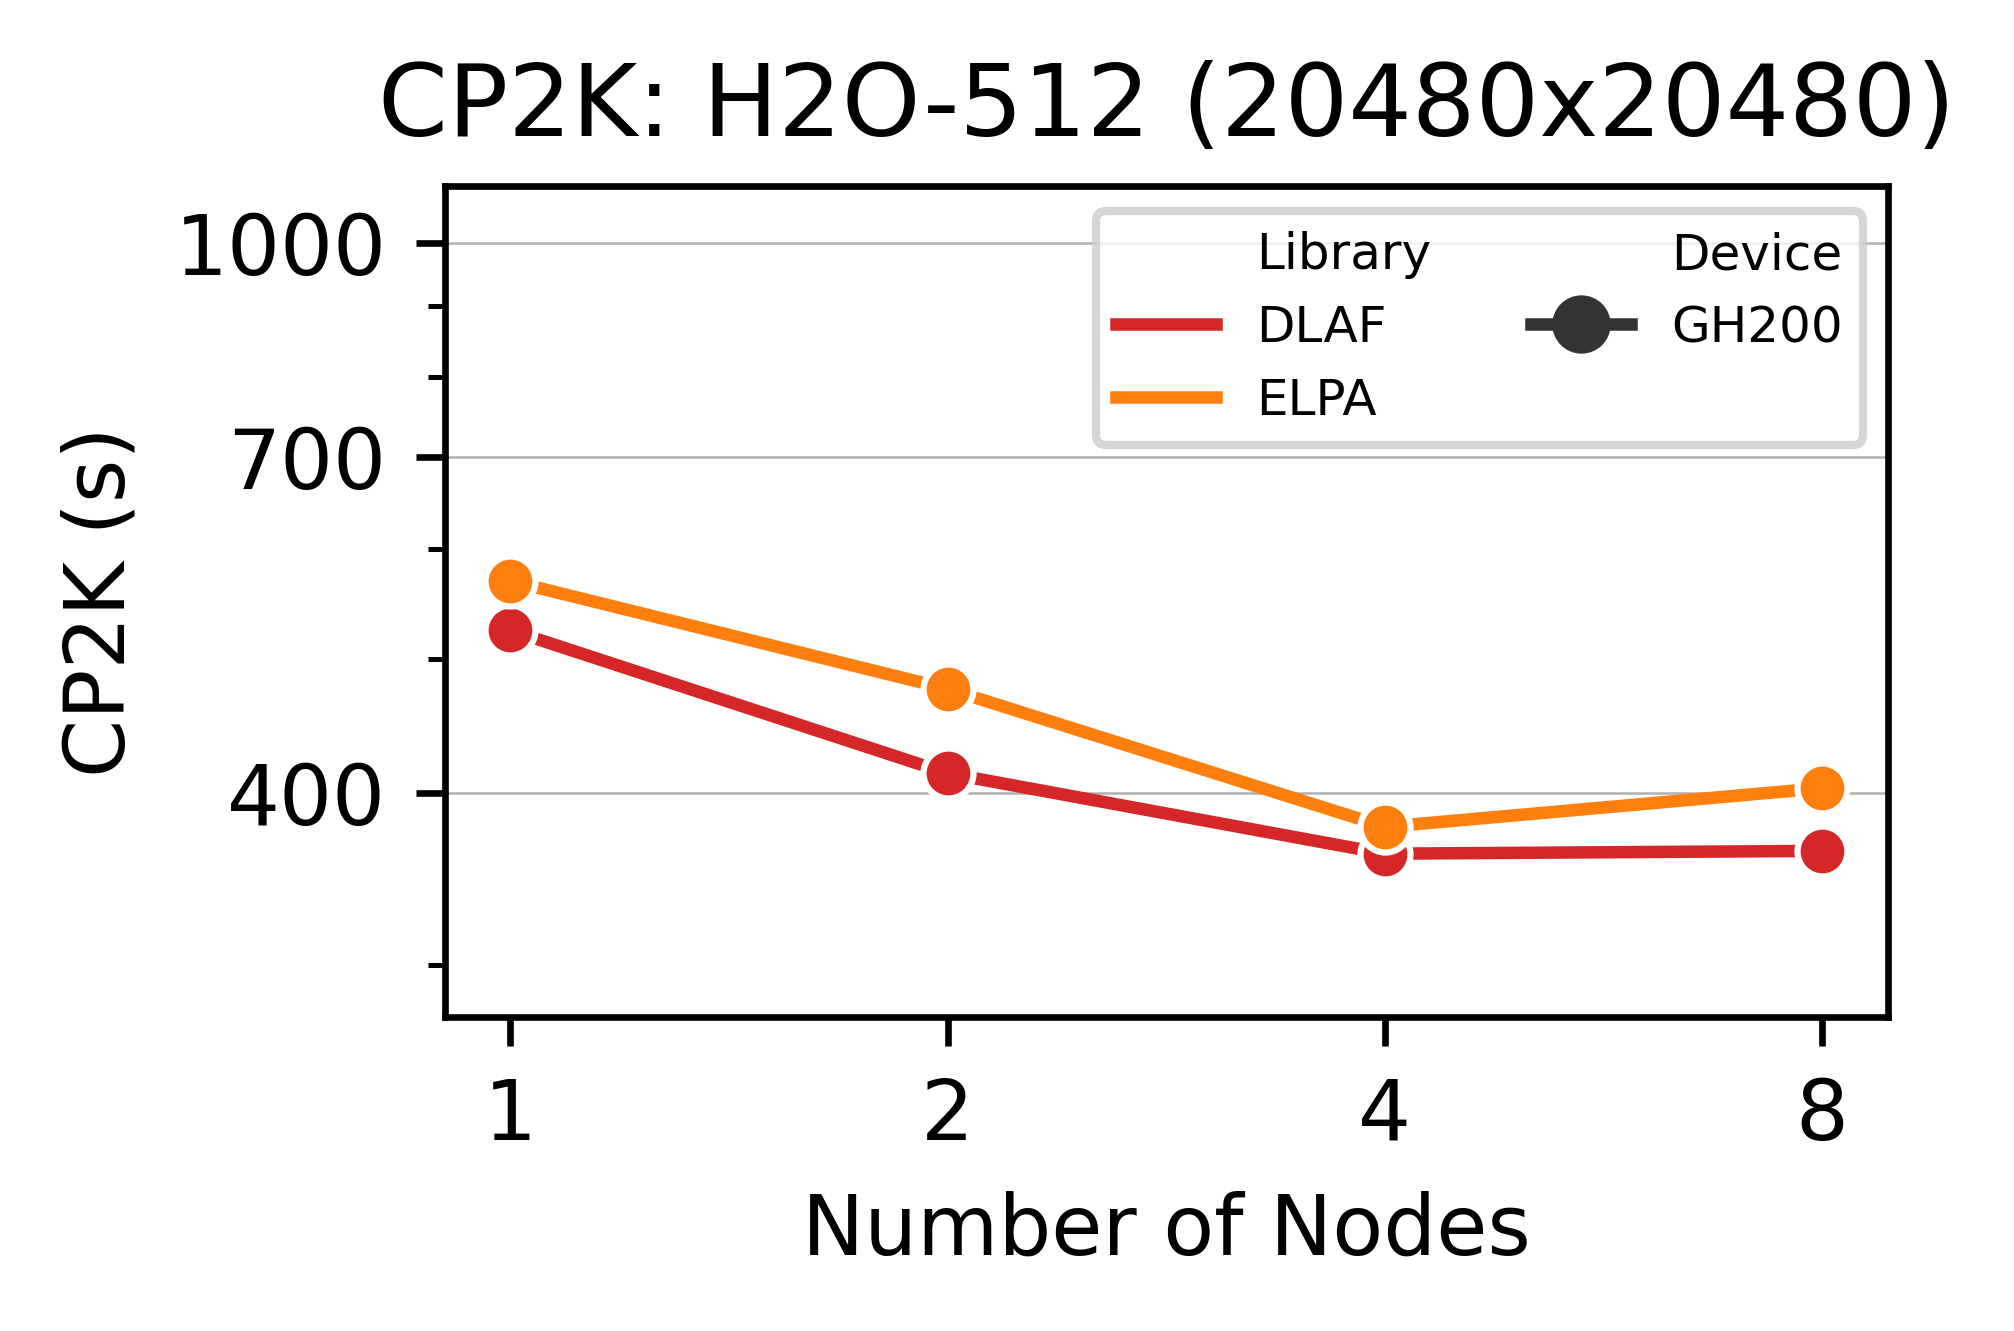 CP2K: H2O-512 (20480x20480)
1000
700
400
CP2K (s)
Library
DLAF
ELPA
Device
GH200
1 2 4 8
Number of Nodes